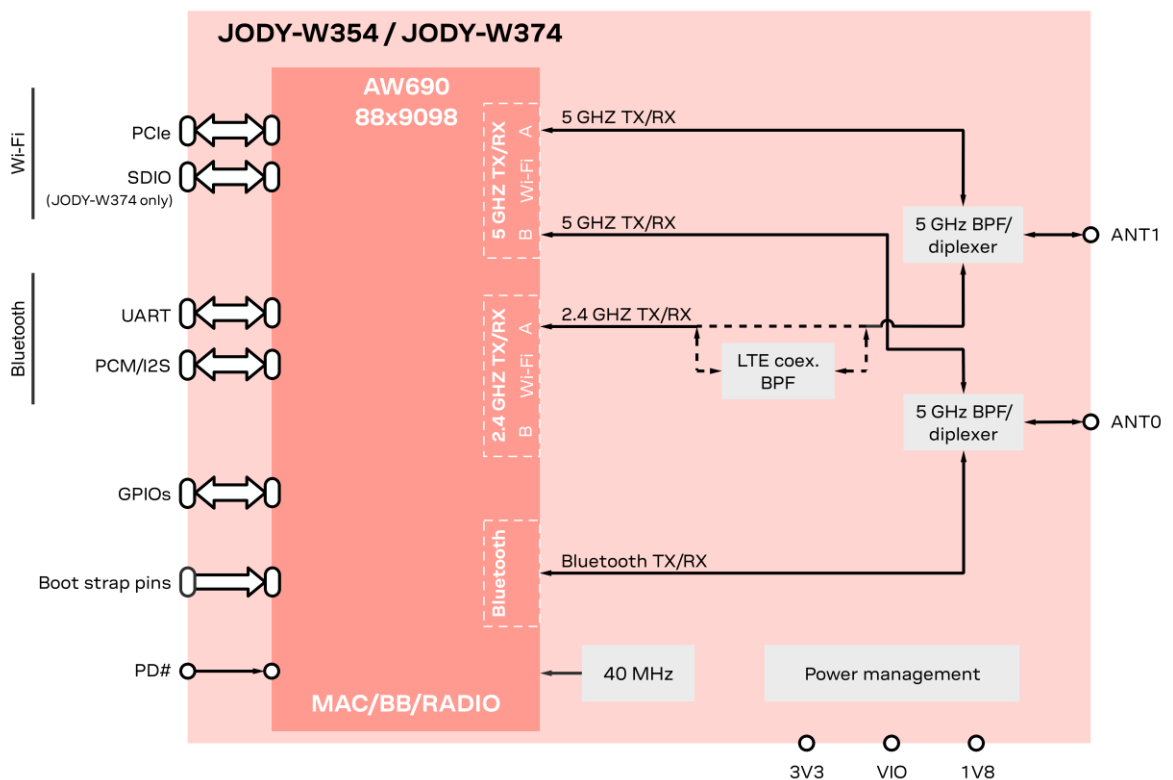 JODY-W354 / JODY-W374
AW690
88x9098
Wi-Fi
PCIe
SDIO
(JODY-W374 only)
Bluetooth
UART
PCM/I2S
GPIOs
Boot strap pins
PD#
5 GHZ TX/RX
A
Wi-Fi
B
2.4 GHZ TX/RX
A
Wi-Fi
B
Bluetooth
MAC/BB/RADIO
5 GHZ TX/RX
5 GHZ TX/RX
2.4 GHZ TX/RX
LTE coex.
BPF
Bluetooth TX/RX
5 GHz BPF/
diplexer
ANT1
5 GHz BPF/
diplexer
ANT0
40 MHz
Power management
3V3
VIO
1V8